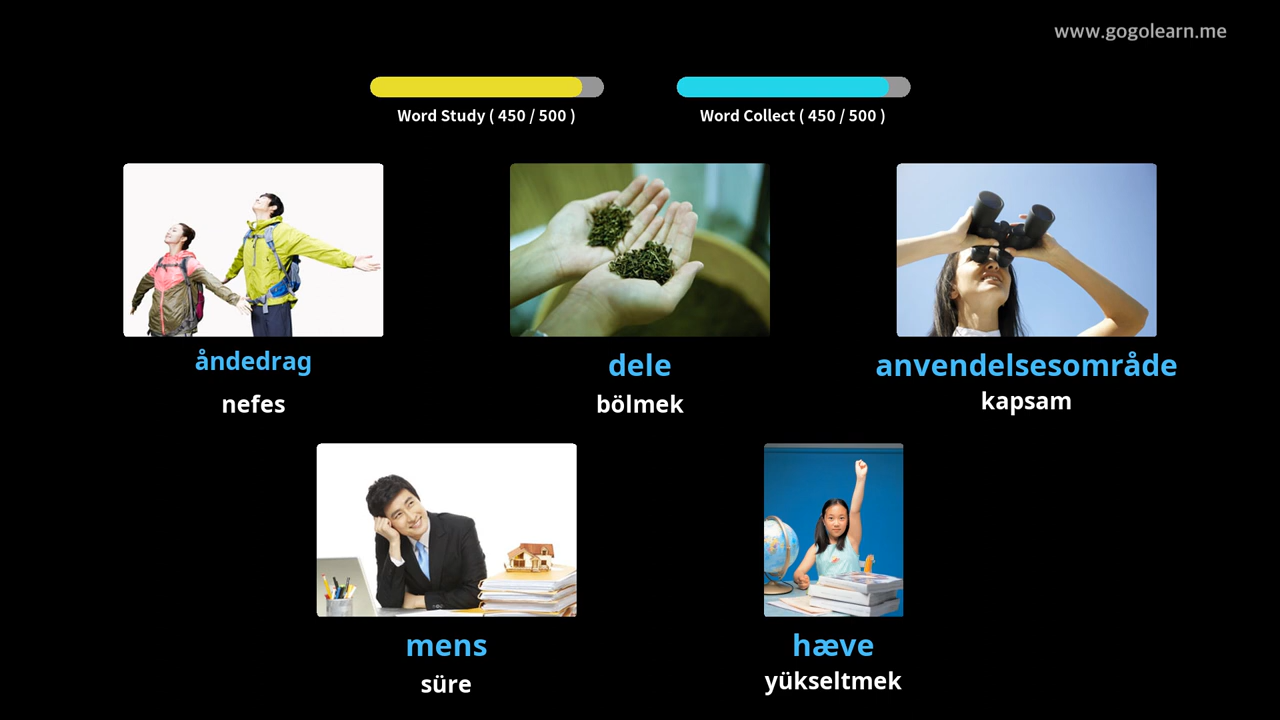 www.gogolearn.me
Word Study ( 450 / 500 )
Word Collect ( 450 / 500 )
åndedrag
nefes
dele
bölmek
anvendelsesområde
kapsam
mens
süre
hæve
yükseltmek